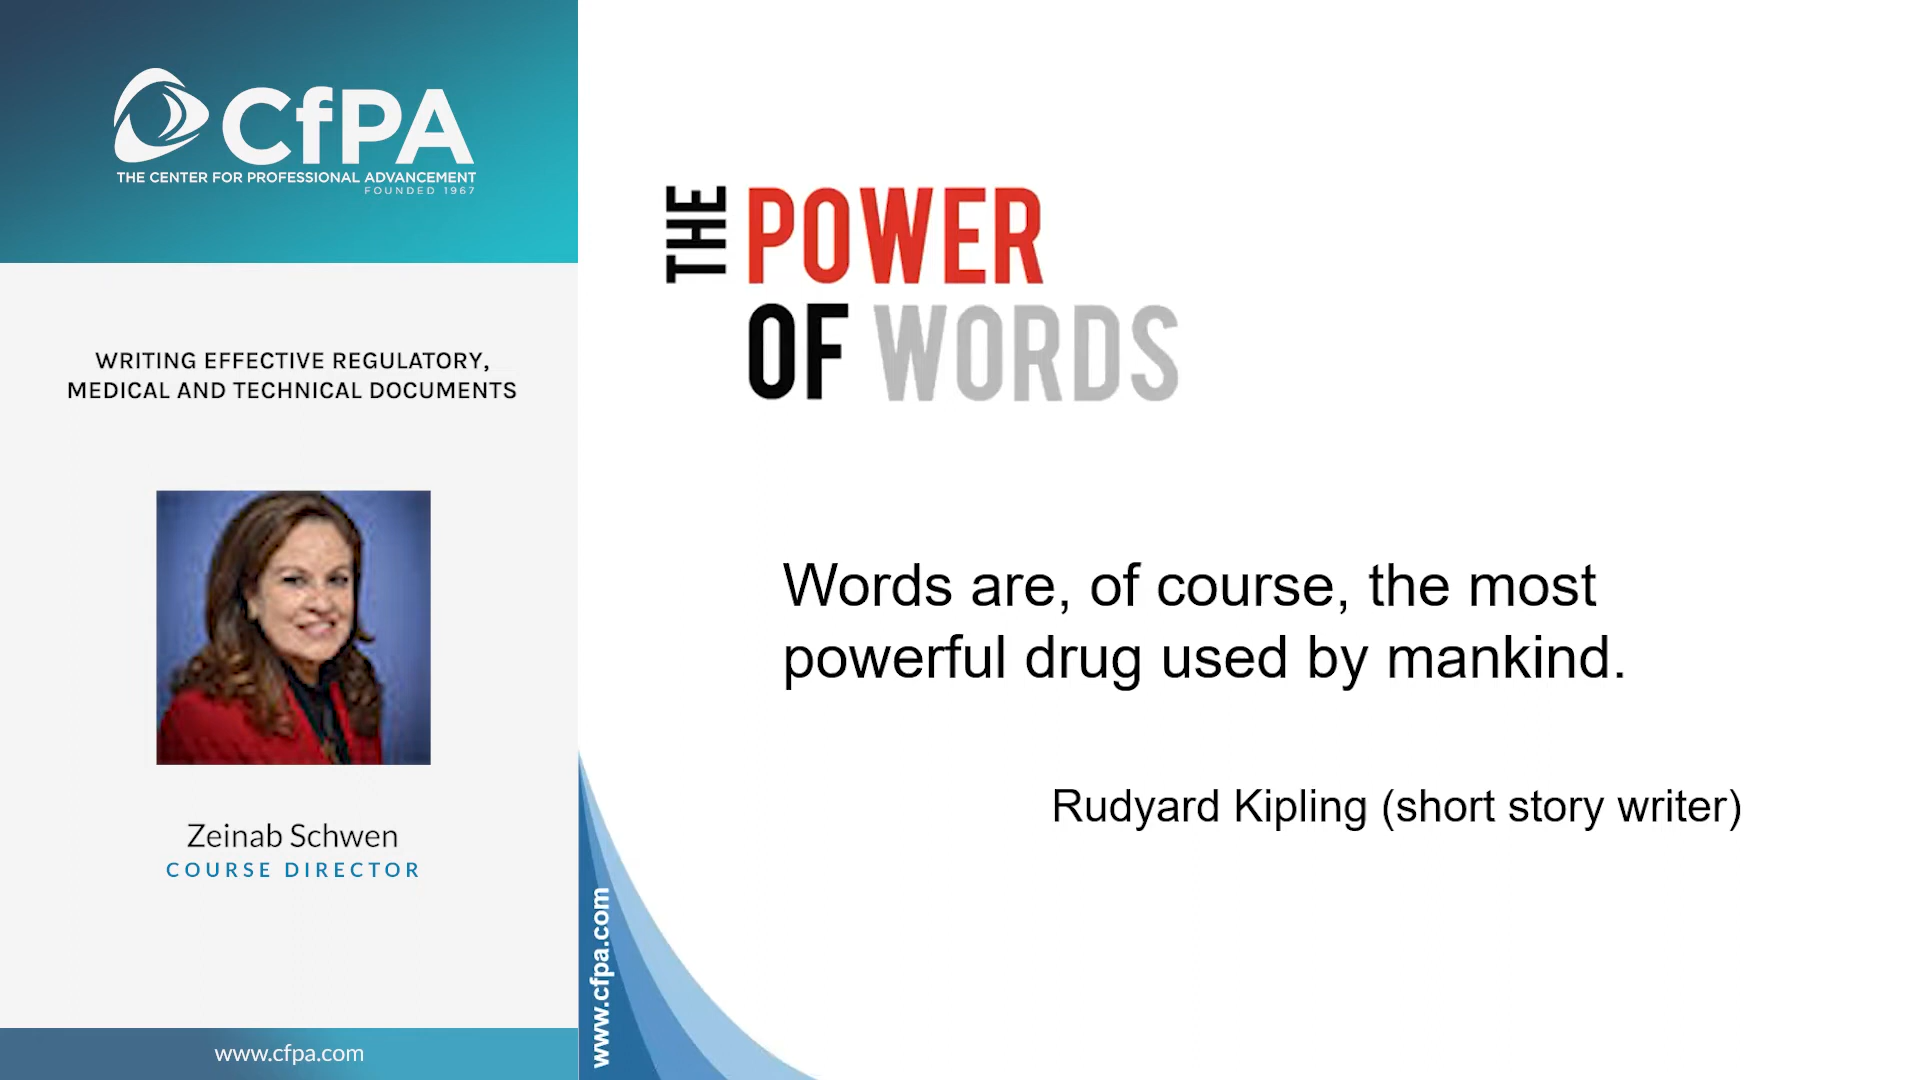 CfPA
THE CENTER FOR PROFESSIONAL ADVANCEMENT
FOUNDED 1967
WRITING EFFECTIVE REGULATORY,
MEDICAL AND TECHNICAL DOCUMENTS
Zeinab Schwen
COURSE DIRECTOR
www.cfpa.com
THE POWER
OF WORDS
Words are, of course, the most
powerful drug used by mankind.
Rudyard Kipling (short story writer)
www.cfpa.com